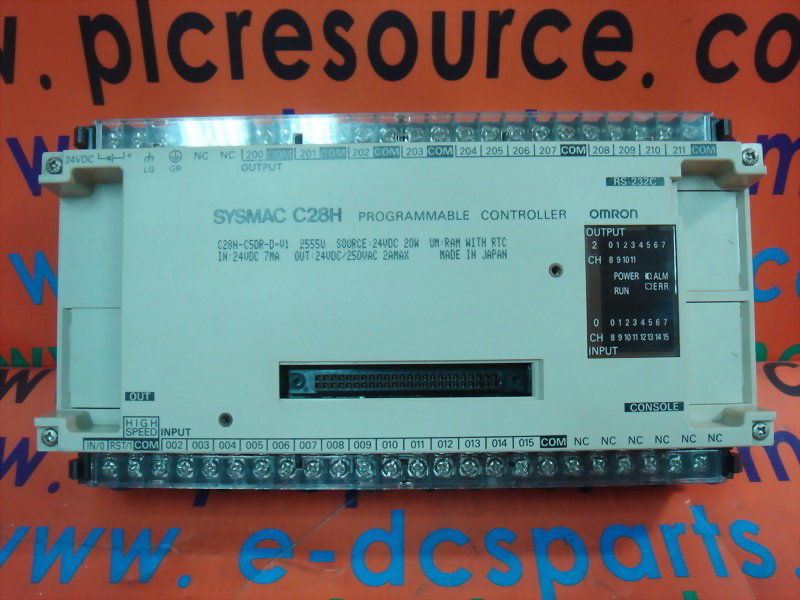 www.plcresource.com
24VDC + LG GR NC NC 200 COM 201 COM 202 COM 203 COM 204 205 206 207 COM 208 209 210 211 COM
OUTPUT
RS-232C
SYSMAC C28H PROGRAMMABLE CONTROLLER OMRON
C28H-C5DR-D-V1 2555U SOURCE:24VDC 20W UM:RAM WITH RTC
IN:24VDC 7MA OUT:24VDC/250VAC 2AMAX MADE IN JAPAN
OUTPUT
2 0 1 2 3 4 5 6 7
CH 8 9 10 11
POWER ALM
RUN ERR
0 0 1 2 3 4 5 6 7
CH 8 9 10 11 12 13 14 15
INPUT
OUT
CONSOLE
HIGH SPEED INPUT
IN/0 RST/1 COM 002 003 004 005 006 007 008 009 010 011 012 013 014 015 COM NC NC NC NC NC NC
www.e-dcsparts.